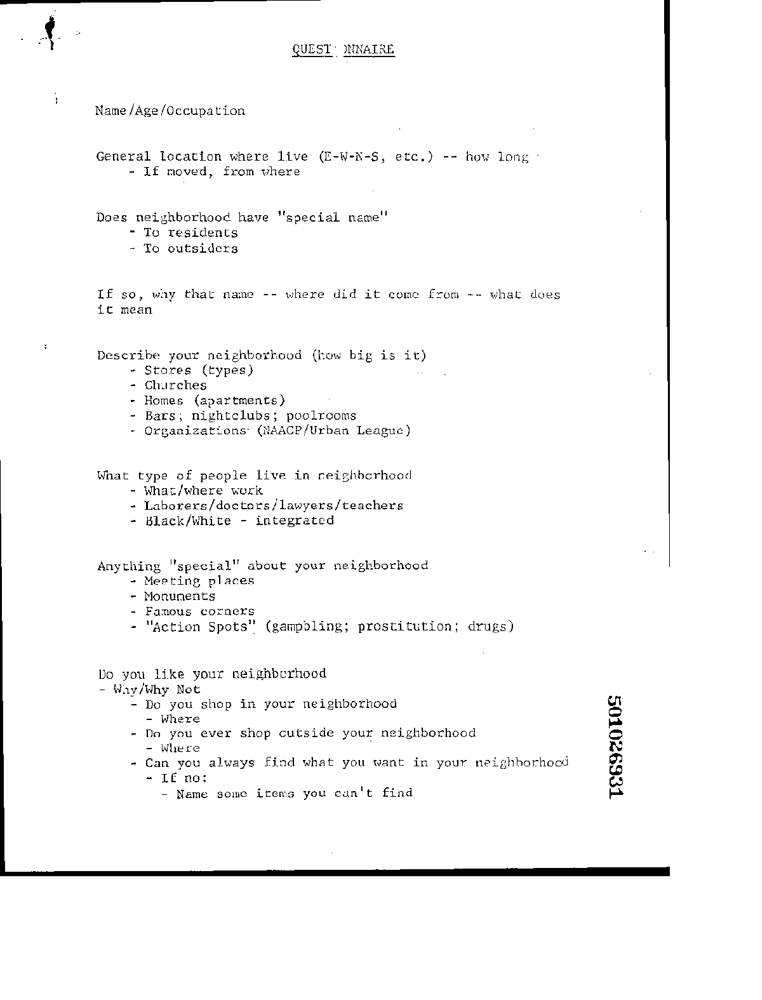 QUESTIONNAIRE
Name/Age/Occupation
General location where live (E-W-N-S, etc.) -- how long
- If moved, from where
Does neighborhood have "special name"
- To residents
- To outsiders
If so, why that name -- where did it come from -- what does
it mean
Describe your neighborhood (how big is it)
- Stores (types)
- Churches
- Homes (apartments)
- Bars; nightclubs; poolrooms
- Organizations (NAACP/Urban League)
What type of people live in neighborhood
- What/where work
- Laborers/doctors/lawyers/teachers
- Black/White - integrated
Anything "special" about your neighborhood
- Meeting places
- Monuments
- Famous corners
- "Action Spots" (gampbling; prostitution; drugs)
Do you like your neighborhood
- Why/Why Not
- Do you shop in your neighborhood
- Where
- Do you ever shop outside your neighborhood
- Where
- Can you always find what you want in your neighborhood
- If no:
- Name some items you can't find
501026931